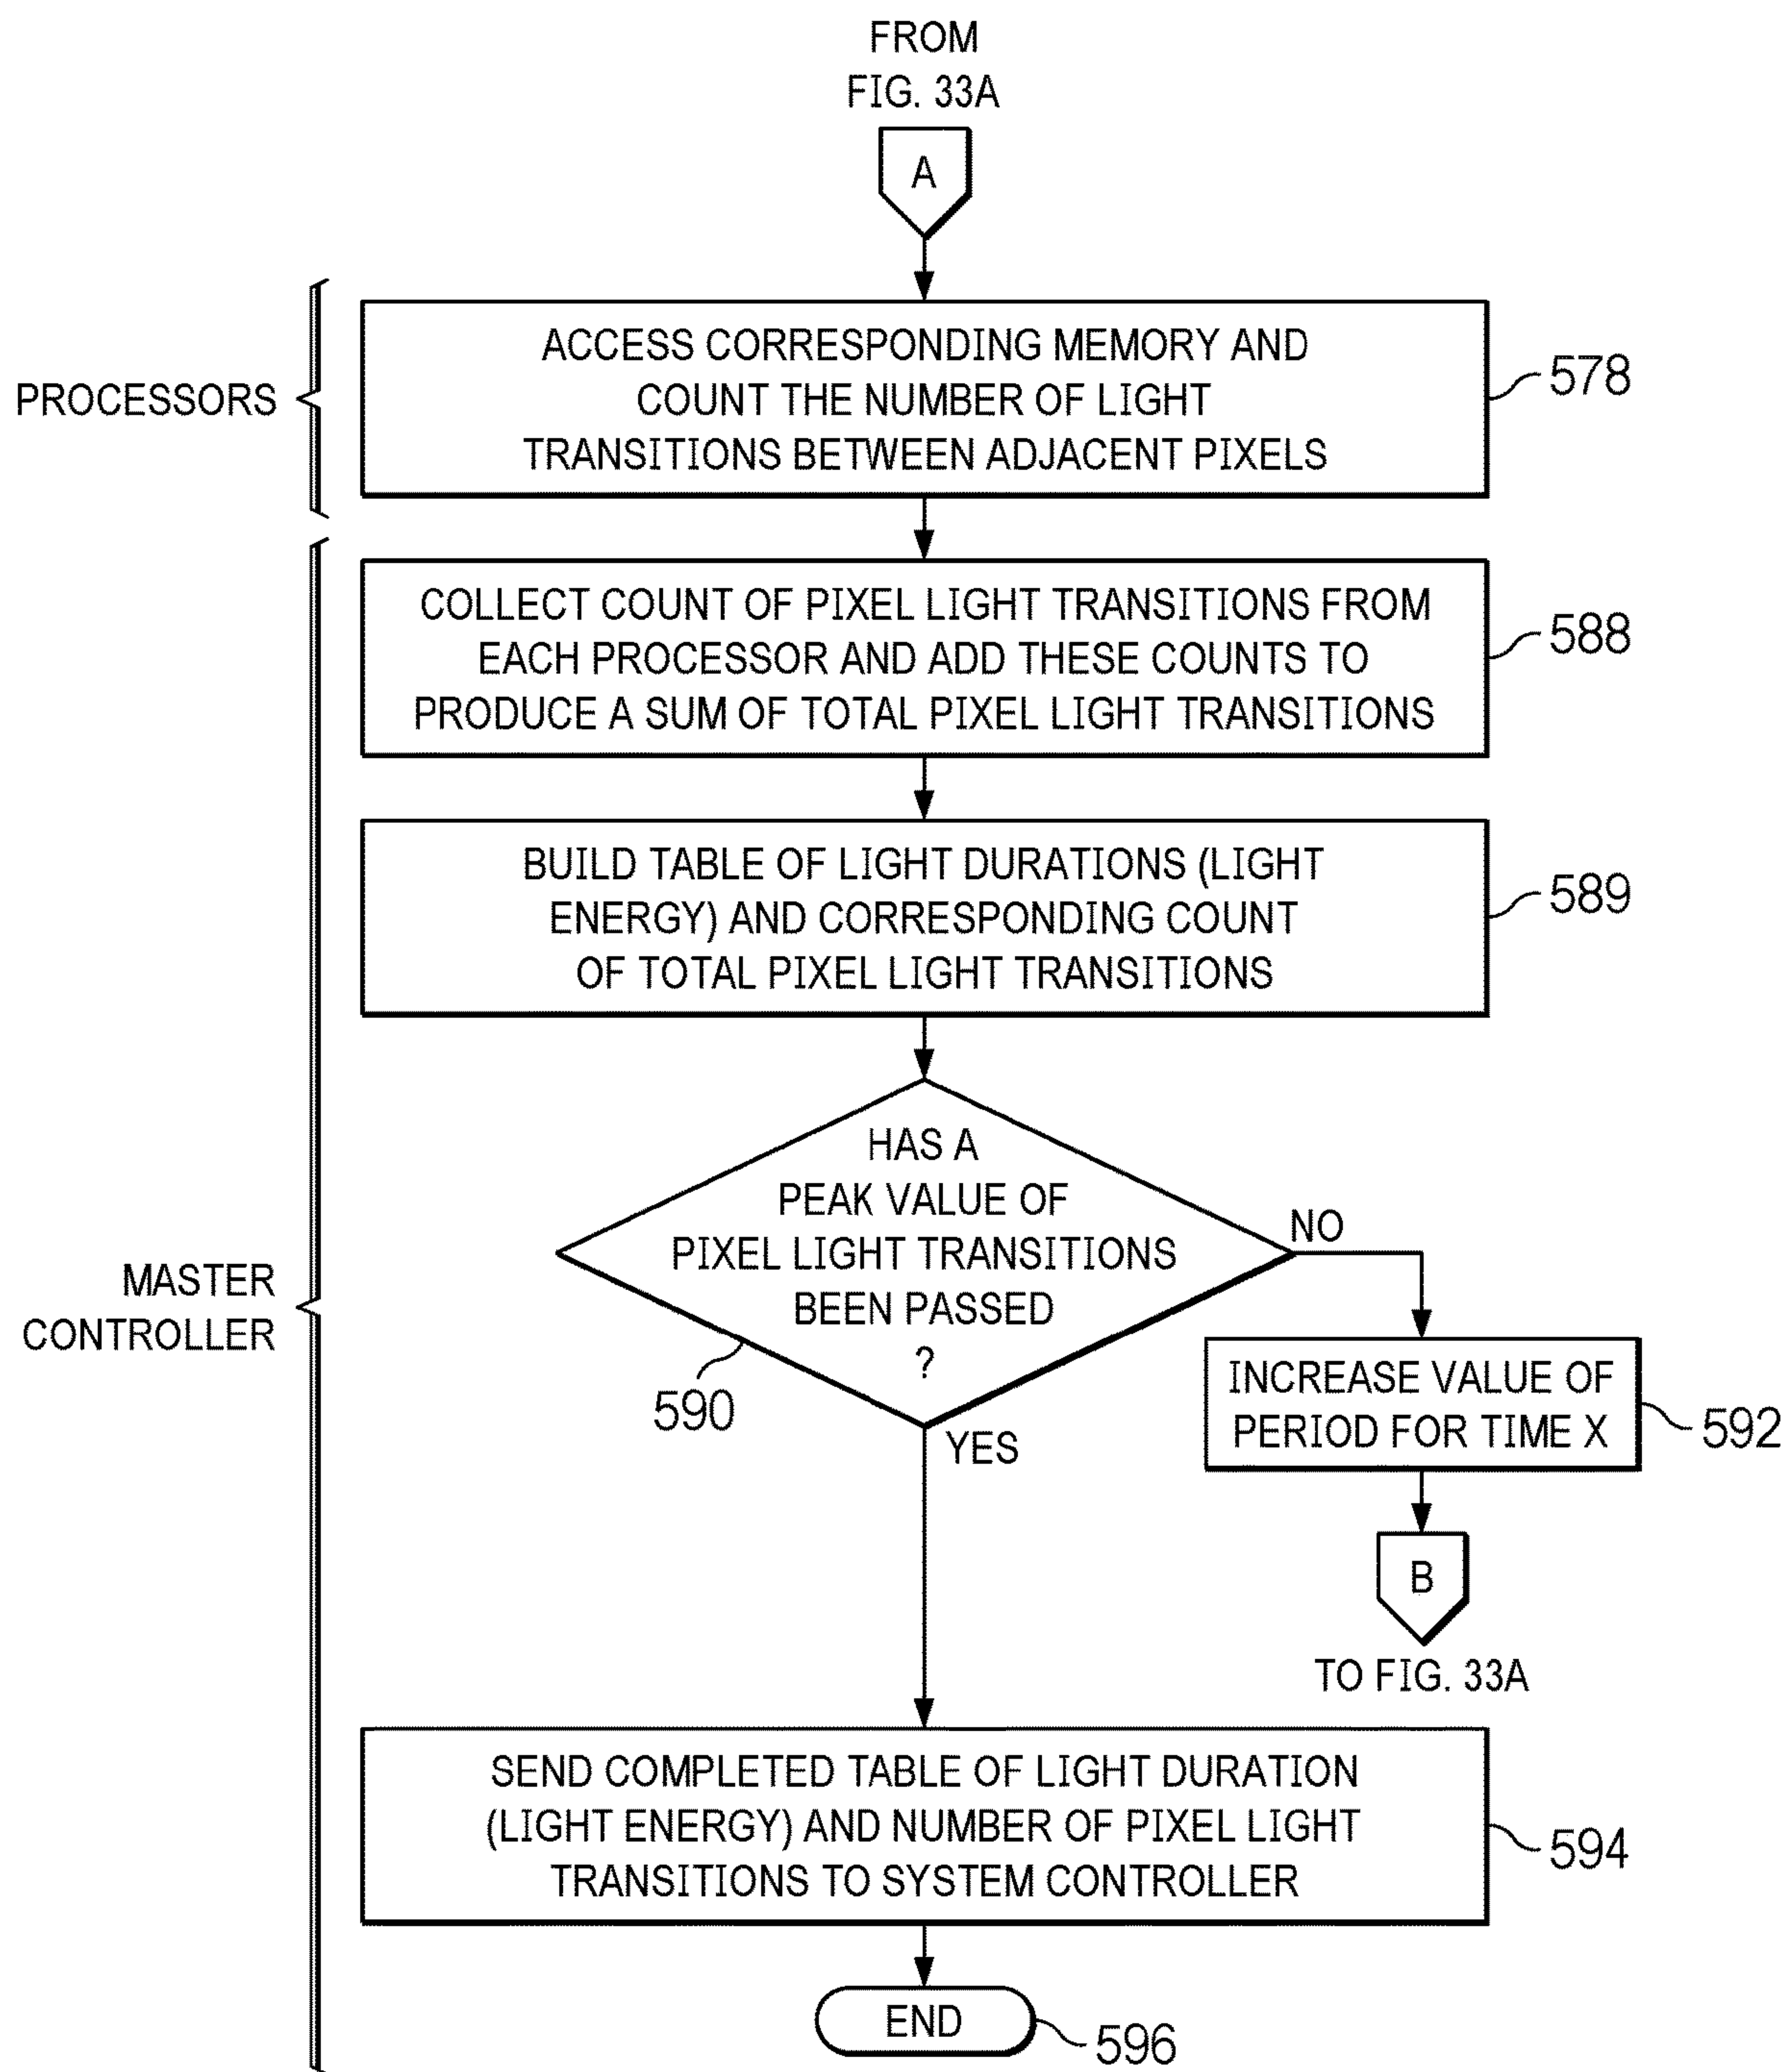 FROM
FIG. 33A
A
PROCESSORS
ACCESS CORRESPONDING MEMORY AND
COUNT THE NUMBER OF LIGHT
TRANSITIONS BETWEEN ADJACENT PIXELS
578
COLLECT COUNT OF PIXEL LIGHT TRANSITIONS FROM
EACH PROCESSOR AND ADD THESE COUNTS TO
PRODUCE A SUM OF TOTAL PIXEL LIGHT TRANSITIONS
588
BUILD TABLE OF LIGHT DURATIONS (LIGHT
ENERGY) AND CORRESPONDING COUNT
OF TOTAL PIXEL LIGHT TRANSITIONS
589
MASTER
CONTROLLER
HAS A
PEAK VALUE OF
PIXEL LIGHT TRANSITIONS
BEEN PASSED
?
590
NO
YES
INCREASE VALUE OF
PERIOD FOR TIME X
592
B
TO FIG. 33A
SEND COMPLETED TABLE OF LIGHT DURATION
(LIGHT ENERGY) AND NUMBER OF PIXEL LIGHT
TRANSITIONS TO SYSTEM CONTROLLER
594
END
596